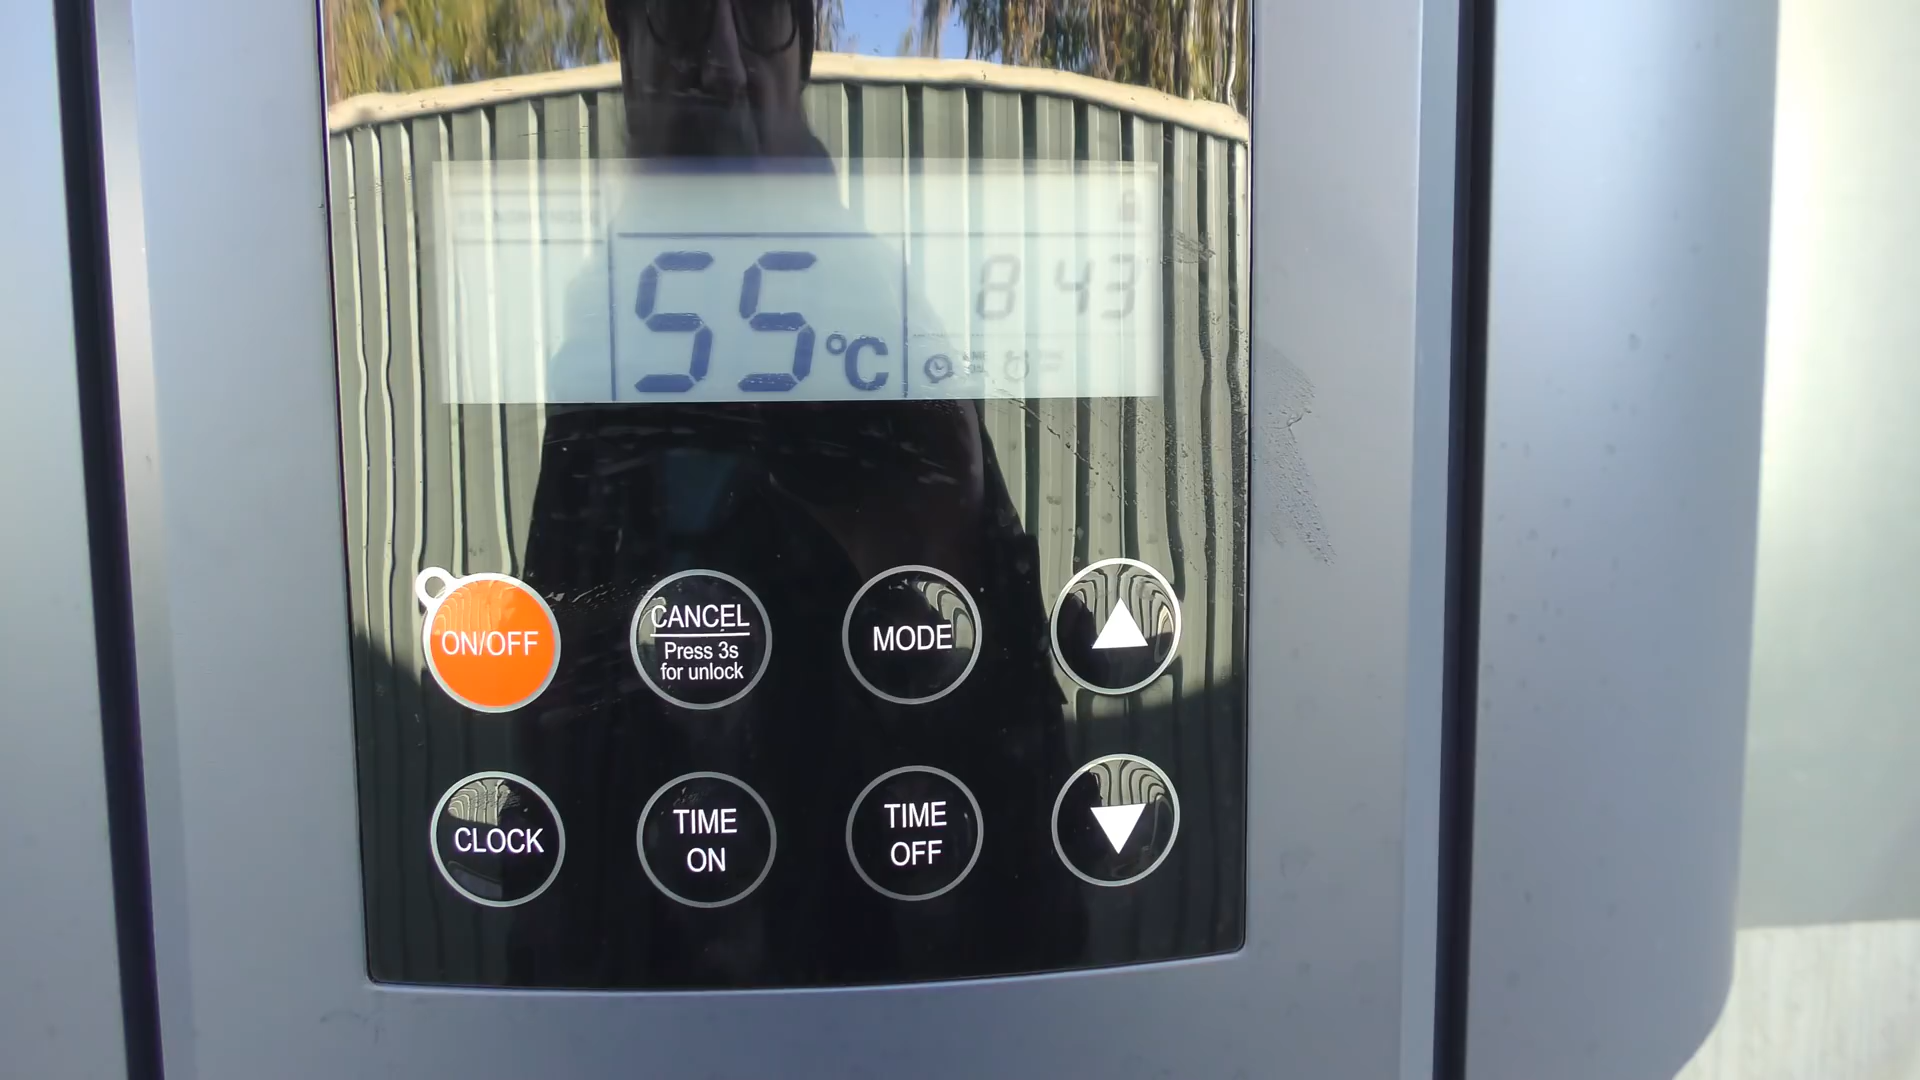 55°C
8 43
ON/OFF
CANCEL
Press 3s
for unlock
MODE
CLOCK
TIME
ON
TIME
OFF